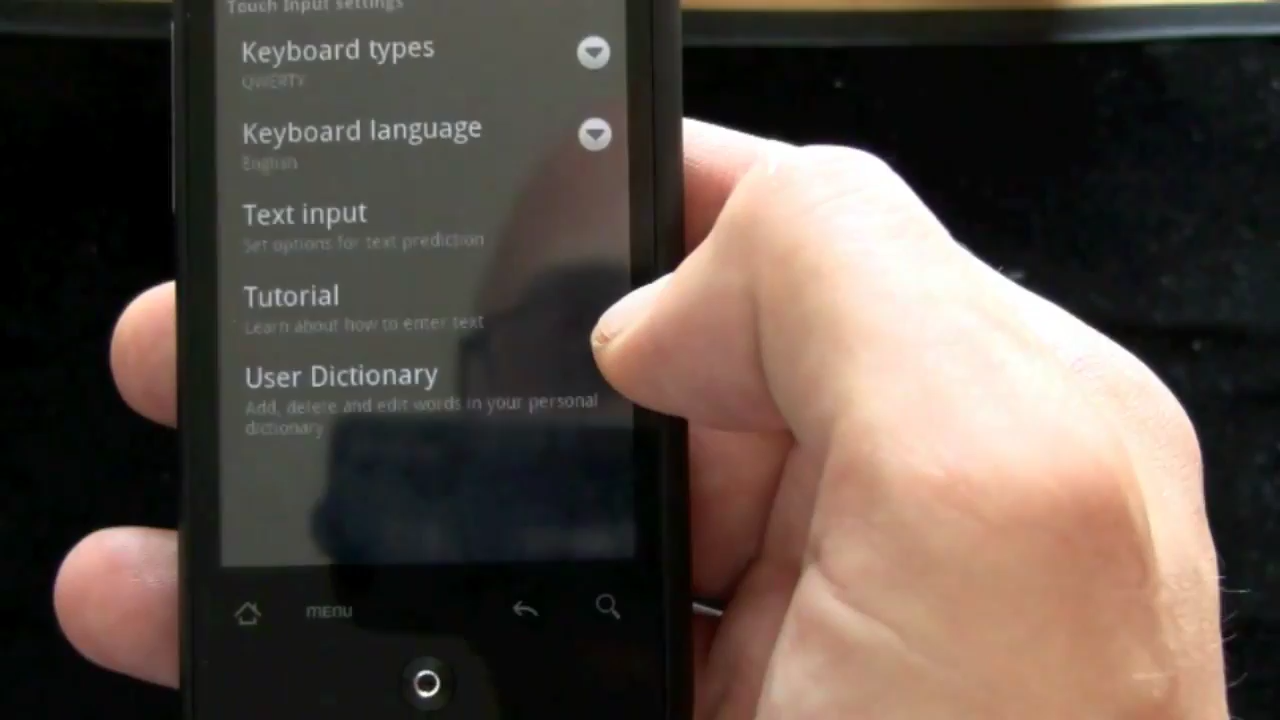 Touch Input settings
Keyboard types
QWERTY
Keyboard language
English
Text input
Set options for text prediction
Tutorial
Learn about how to enter text
User Dictionary
Add, delete and edit words in your personal
dictionary
menu